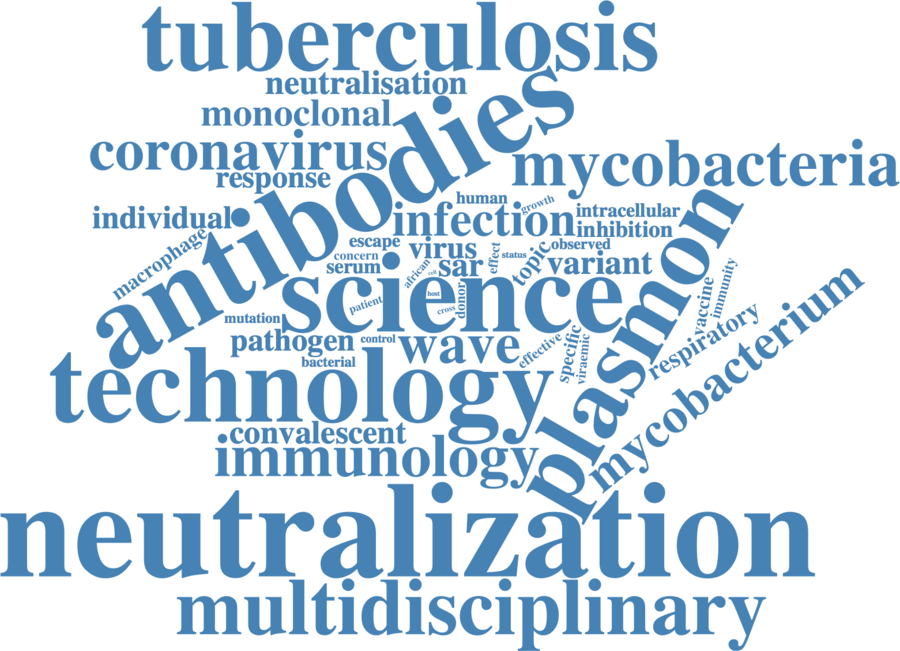 tuberculosis
neutralisation
monoclonal
antibodies
coronavirus
mycobacteria
response
human
growth
individual
infection
intracellular
inhibition
macrophage
escape
virus
topic
observed
concern
effect
status
serum
african
sar
cell
variant
plasmon
science
patient
host
donor
cross
vaccine
immunity
mycobacterium
mutation
pathogen
control
wave
effective
specific
viraemic
respiratory
bacterial
technology
convalescent
immunology
neutralization
multidisciplinary